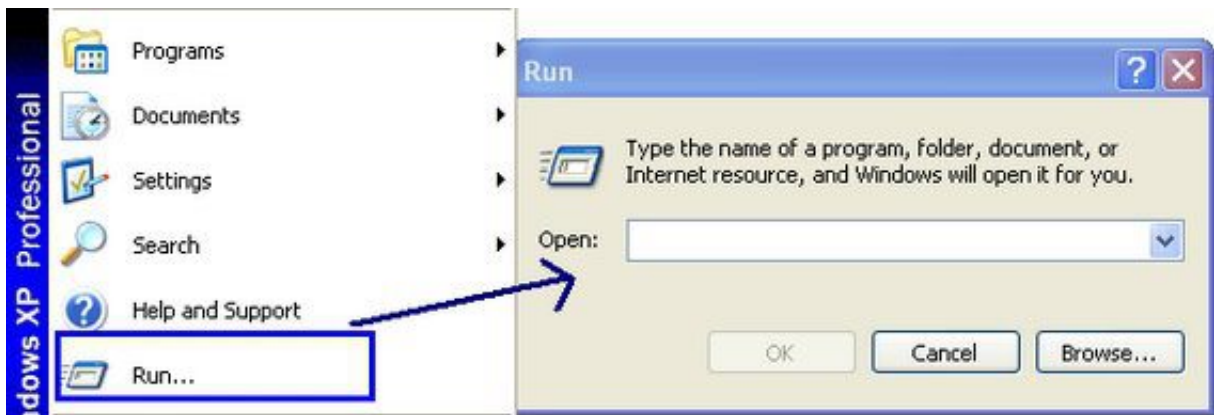 Programs
Documents
Settings
Search
Help and Support
Run...
dows XP Professional
Run
Type the name of a program, folder, document, or
Internet resource, and Windows will open it for you.
Open:
OK
Cancel
Browse...